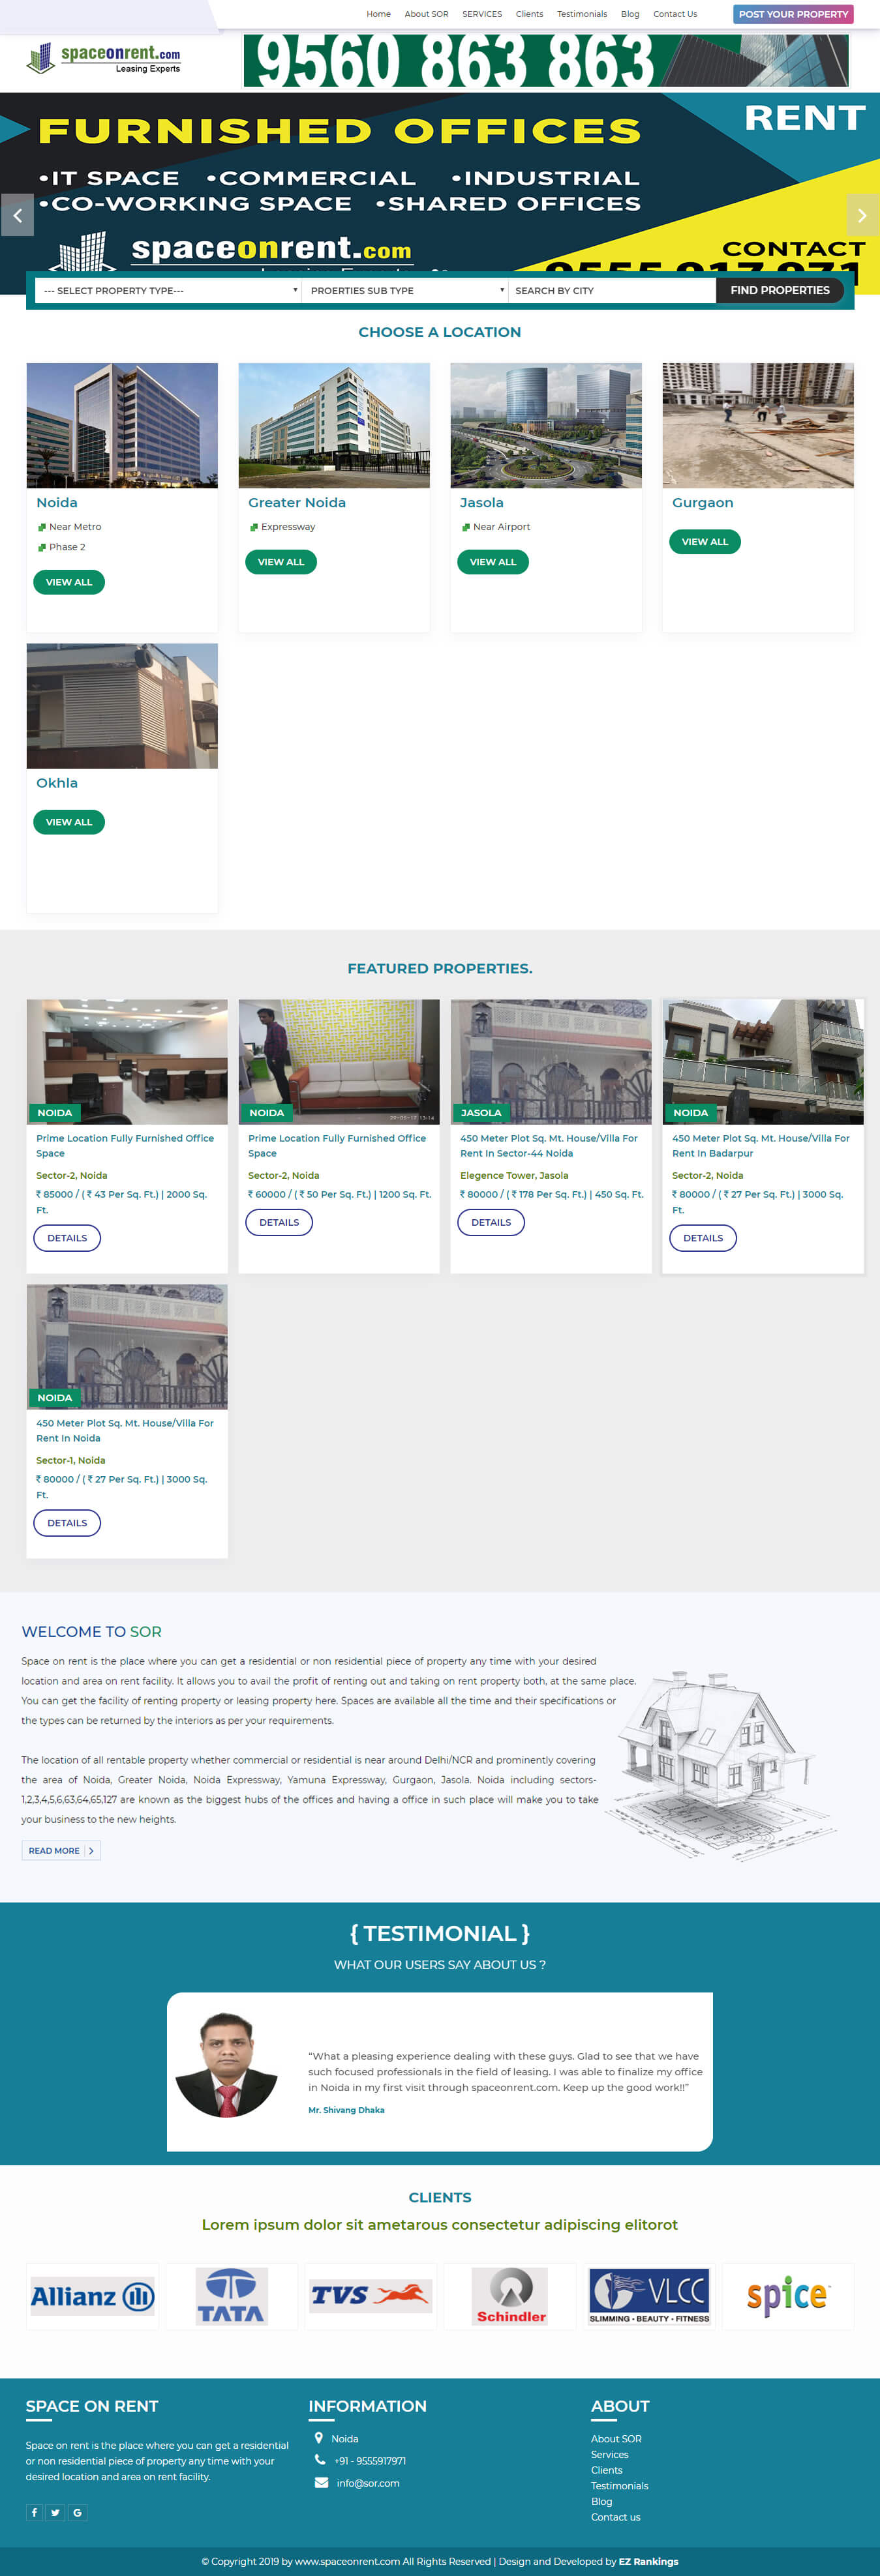 Home About SOR SERVICES Clients Testimonials Blog Contact Us POST YOUR PROPERTY
spaceonrent.com
Leasing Experts
9560 863 863
FURNISHED OFFICES
RENT
•IT SPACE •COMMERCIAL •INDUSTRIAL
•CO-WORKING SPACE •SHARED OFFICES
spaceonrent.com
CONTACT
--- SELECT PROPERTY TYPE--- PROERTIES SUB TYPE SEARCH BY CITY FIND PROPERTIES
CHOOSE A LOCATION
Noida
Near Metro
Phase 2
VIEW ALL
Greater Noida
Expressway
VIEW ALL
Jasola
Near Airport
VIEW ALL
Gurgaon
VIEW ALL
Okhla
VIEW ALL
FEATURED PROPERTIES.
NOIDA
Prime Location Fully Furnished Office
Space
Sector-2, Noida
₹ 85000 / ( ₹ 43 Per Sq. Ft.) | 2000 Sq.
Ft.
DETAILS
29-05-17 13:14
NOIDA
Prime Location Fully Furnished Office
Space
Sector-2, Noida
₹ 60000 / ( ₹ 50 Per Sq. Ft.) | 1200 Sq. Ft.
DETAILS
JASOLA
450 Meter Plot Sq. Mt. House/Villa For
Rent In Sector-44 Noida
Elegence Tower, Jasola
₹ 80000 / ( ₹ 178 Per Sq. Ft.) | 450 Sq. Ft.
DETAILS
NOIDA
450 Meter Plot Sq. Mt. House/Villa For
Rent In Badarpur
Sector-2, Noida
₹ 80000 / ( ₹ 27 Per Sq. Ft.) | 3000 Sq.
Ft.
DETAILS
NOIDA
450 Meter Plot Sq. Mt. House/Villa For
Rent In Noida
Sector-1, Noida
₹ 80000 / ( ₹ 27 Per Sq. Ft.) | 3000 Sq.
Ft.
DETAILS
WELCOME TO SOR
Space on rent is the place where you can get a residential or non residential piece of property any time with your desired
location and area on rent facility. It allows you to avail the profit of renting out and taking on rent property both, at the same place.
You can get the facility of renting property or leasing property here. Spaces are available all the time and their specifications or
the types can be returned by the interiors as per your requirements.
The location of all rentable property whether commercial or residential is near around Delhi/NCR and prominently covering
the area of Noida, Greater Noida, Noida Expressway, Yamuna Expressway, Gurgaon, Jasola. Noida including sectors-
1,2,3,4,5,6,63,64,65,127 are known as the biggest hubs of the offices and having a office in such place will make you to take
your business to the new heights.
READ MORE
{ TESTIMONIAL }
WHAT OUR USERS SAY ABOUT US ?
“What a pleasing experience dealing with these guys. Glad to see that we have
such focused professionals in the field of leasing. I was able to finalize my office
in Noida in my first visit through spaceonrent.com. Keep up the good work!!”
Mr. Shivang Dhaka
CLIENTS
Lorem ipsum dolor sit ametarous consectetur adipiscing elitorot
Allianz
TATA
TVS
Schindler
VLCC
SLIMMING • BEAUTY • FITNESS
spice
SPACE ON RENT
Space on rent is the place where you can get a residential
or non residential piece of property any time with your
desired location and area on rent facility.
INFORMATION
Noida
+91 - 9555917971
info@sor.com
ABOUT
About SOR
Services
Clients
Testimonials
Blog
Contact us
© Copyright 2019 by www.spaceonrent.com All Rights Reserved | Design and Developed by EZ Rankings